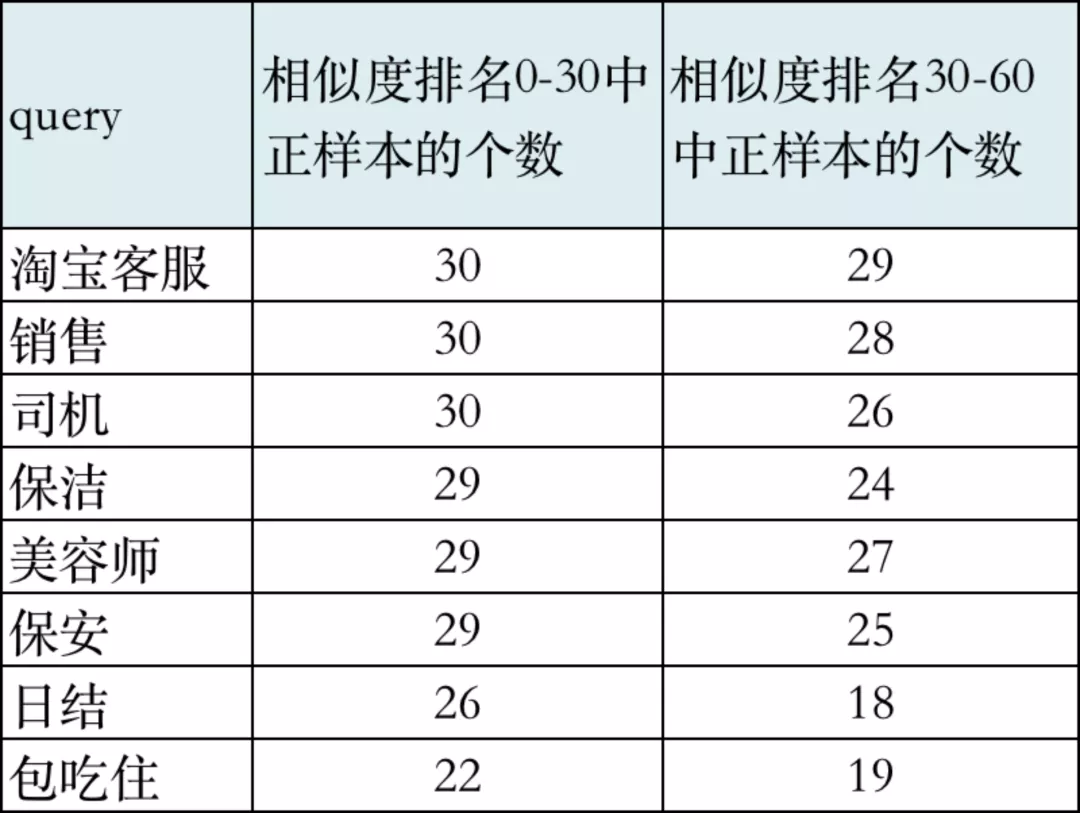 query
相似度排名0-30中
正样本的个数
相似度排名30-60
中正样本的个数
淘宝客服 30 29
销售 30 28
司机 30 26
保洁 29 24
美容师 29 27
保安 29 25
日结 26 18
包吃住 22 19